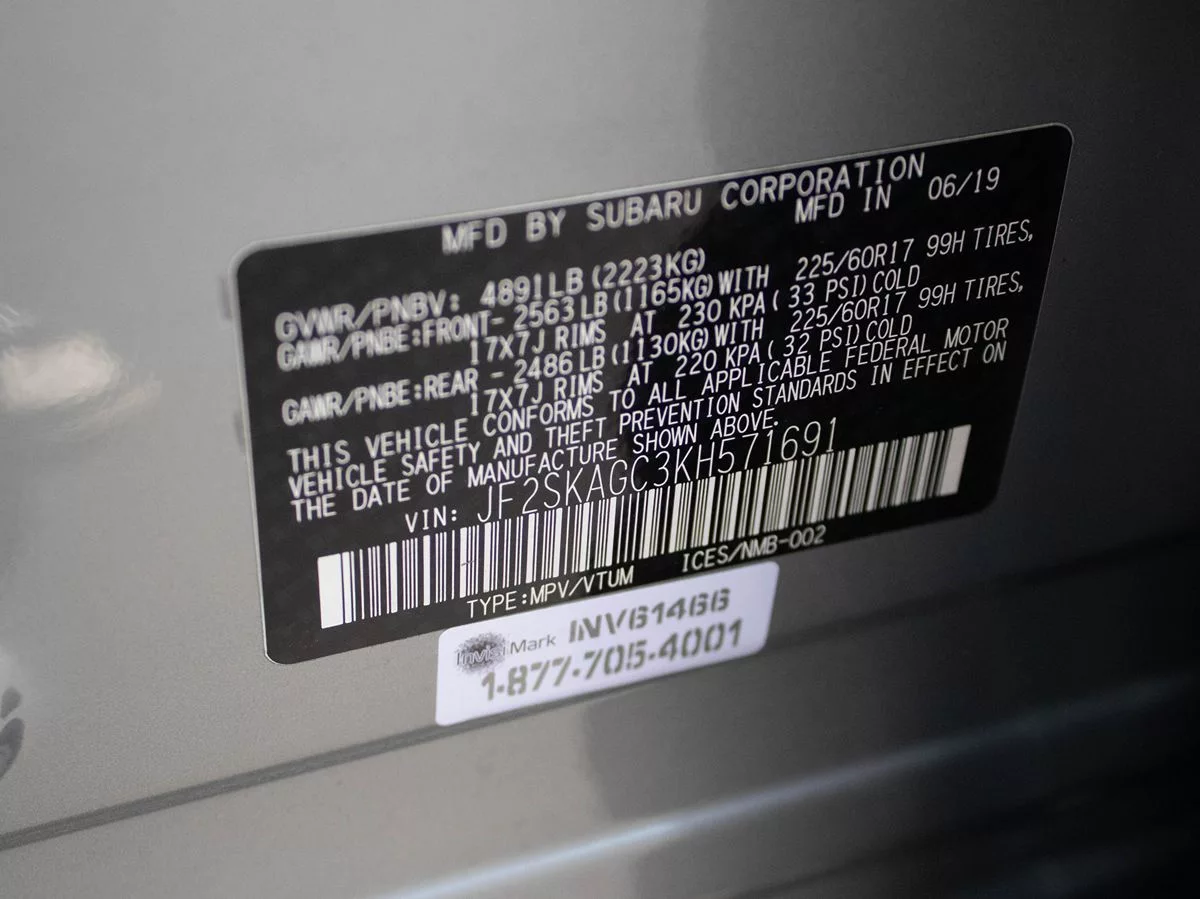 MFD BY SUBARU CORPORATION
MFD IN 06/19
GVWR/PNBV: 4891LB (2223KG)
GAWR/PNBE:FRONT- 2563LB (1165KG) WITH 225/60R17 99H TIRES,
17X7J RIMS AT 230 KPA( 33 PSI) COLD
GAWR/PNBE:REAR - 2486LB (1130KG) WITH 225/60R17 99H TIRES,
17X7J RIMS AT 220 KPA( 32 PSI) COLD
THIS VEHICLE CONFORMS TO ALL APPLICABLE FEDERAL MOTOR
VEHICLE SAFETY AND THEFT PREVENTION STANDARDS IN EFFECT ON
THE DATE OF MANUFACTURE SHOWN ABOVE.
VIN: JF2SKAGC3KH571691
TYPE:MPV/VTUM ICES/NMB-002
InvisiMark INV61466
1-877-705-4001